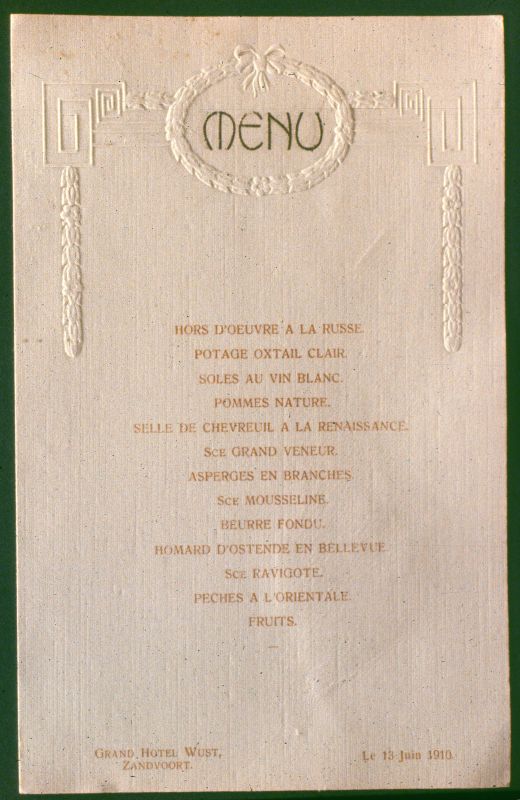 MENU
HORS D'OEUVRE A LA RUSSE.
POTAGE OXTAIL CLAIR.
SOLES AU VIN BLANC.
POMMES NATURE.
SELLE DE CHEVREUIL A LA RENAISSANCE.
SCE GRAND VENEUR.
ASPERGES EN BRANCHES.
SCE MOUSSELINE.
BEURRE FONDU.
HOMARD D'OSTENDE EN BELLEVUE
SCE RAVIGOTE.
PECHES A L'ORIENTALE.
FRUITS.
GRAND HOTEL WUST,
ZANDVOORT.
Le 13 Juin 1910.